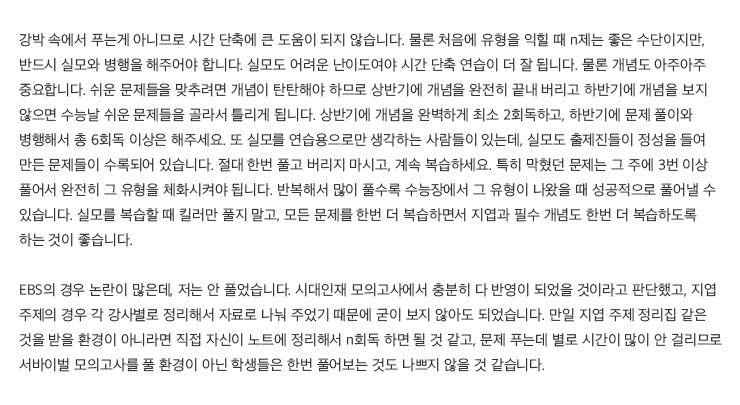 강박 속에서 푸는게 아니므로 시간 단축에 큰 도움이 되지 않습니다. 물론 처음에 유형을 익힐 때 n제는 좋은 수단이지만,
반드시 실모와 병행을 해주어야 합니다. 실모도 어려운 난이도여야 시간 단축 연습이 더 잘 됩니다. 물론 개념도 아주아주
중요합니다. 쉬운 문제들을 맞추려면 개념이 탄탄해야 하므로 상반기에 개념을 완전히 끝내 버리고 하반기에 개념을 보지
않으면 수능날 쉬운 문제들을 골라서 틀리게 됩니다. 상반기에 개념을 완벽하게 최소 2회독하고, 하반기에 문제 풀이와
병행해서 총 6회독 이상은 해주세요. 또 실모를 연습용으로만 생각하는 사람들이 있는데, 실모도 출제진들이 정성을 들여
만든 문제들이 수록되어 있습니다. 절대 한번 풀고 버리지 마시고, 계속 복습하세요. 특히 막혔던 문제는 그 주에 3번 이상
풀어서 완전히 그 유형을 체화시켜야 됩니다. 반복해서 많이 풀수록 수능장에서 그 유형이 나왔을 때 성공적으로 풀어낼 수
있습니다. 실모를 복습할 때 킬러만 풀지 말고, 모든 문제를 한번 더 복습하면서 지엽과 필수 개념도 한번 더 복습하도록
하는 것이 좋습니다.
EBS의 경우 논란이 많은데, 저는 안 풀었습니다. 시대인재 모의고사에서 충분히 다 반영이 되었을 것이라고 판단했고, 지엽
주제의 경우 각 강사별로 정리해서 자료로 나눠 주었기 때문에 굳이 보지 않아도 되었습니다. 만일 지엽 주제 정리집 같은
것을 받을 환경이 아니라면 직접 자신이 노트에 정리해서 n회독 하면 될 것 같고, 문제 푸는데 별로 시간이 많이 안 걸리므로
서바이벌 모의고사를 풀 환경이 아닌 학생들은 한번 풀어보는 것도 나쁘지 않을 것 같습니다.